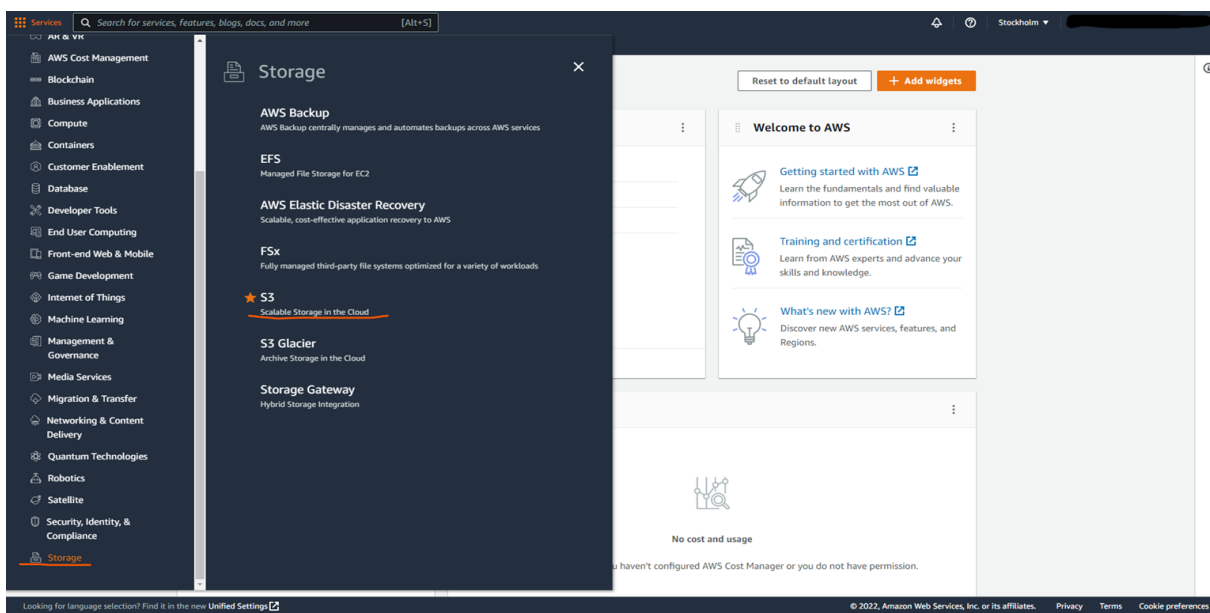 Services
Search for services, features, blogs, docs, and more
[Alt+S]
Stockholm
AR & VR
AWS Cost Management
Blockchain
Business Applications
Compute
Containers
Customer Enablement
Database
Developer Tools
End User Computing
Front-end Web & Mobile
Game Development
Internet of Things
Machine Learning
Management &
Governance
Media Services
Migration & Transfer
Networking & Content
Delivery
Quantum Technologies
Robotics
Satellite
Security, Identity, &
Compliance
Storage
Storage
AWS Backup
AWS Backup centrally manages and automates backups across AWS services
EFS
Managed File Storage for EC2
AWS Elastic Disaster Recovery
Scalable, cost-effective application recovery to AWS
FSx
Fully managed third-party file systems optimized for a variety of workloads
S3
Scalable Storage in the Cloud
S3 Glacier
Archive Storage in the Cloud
Storage Gateway
Hybrid Storage Integration
Reset to default layout
+ Add widgets
Welcome to AWS
Getting started with AWS
Learn the fundamentals and find valuable
information to get the most out of AWS.
Training and certification
Learn from AWS experts and advance your
skills and knowledge.
What's new with AWS?
Discover new AWS services, features, and
Regions.
No cost and usage
haven't configured AWS Cost Manager or you do not have permission.
Looking for language selection? Find it in the new Unified Settings
© 2022, Amazon Web Services, Inc. or its affiliates.
Privacy
Terms
Cookie preferences